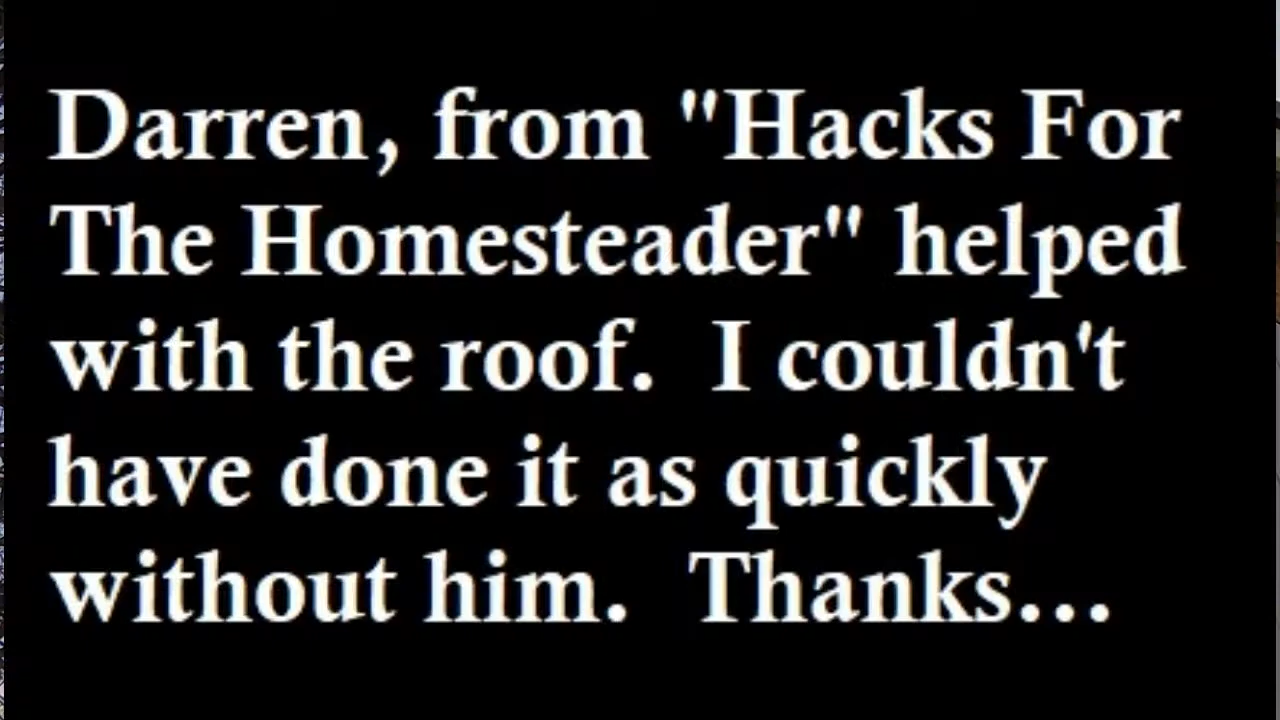 Darren, from "Hacks For
The Homesteader" helped
with the roof.  I couldn't
have done it as quickly
without him.  Thanks...